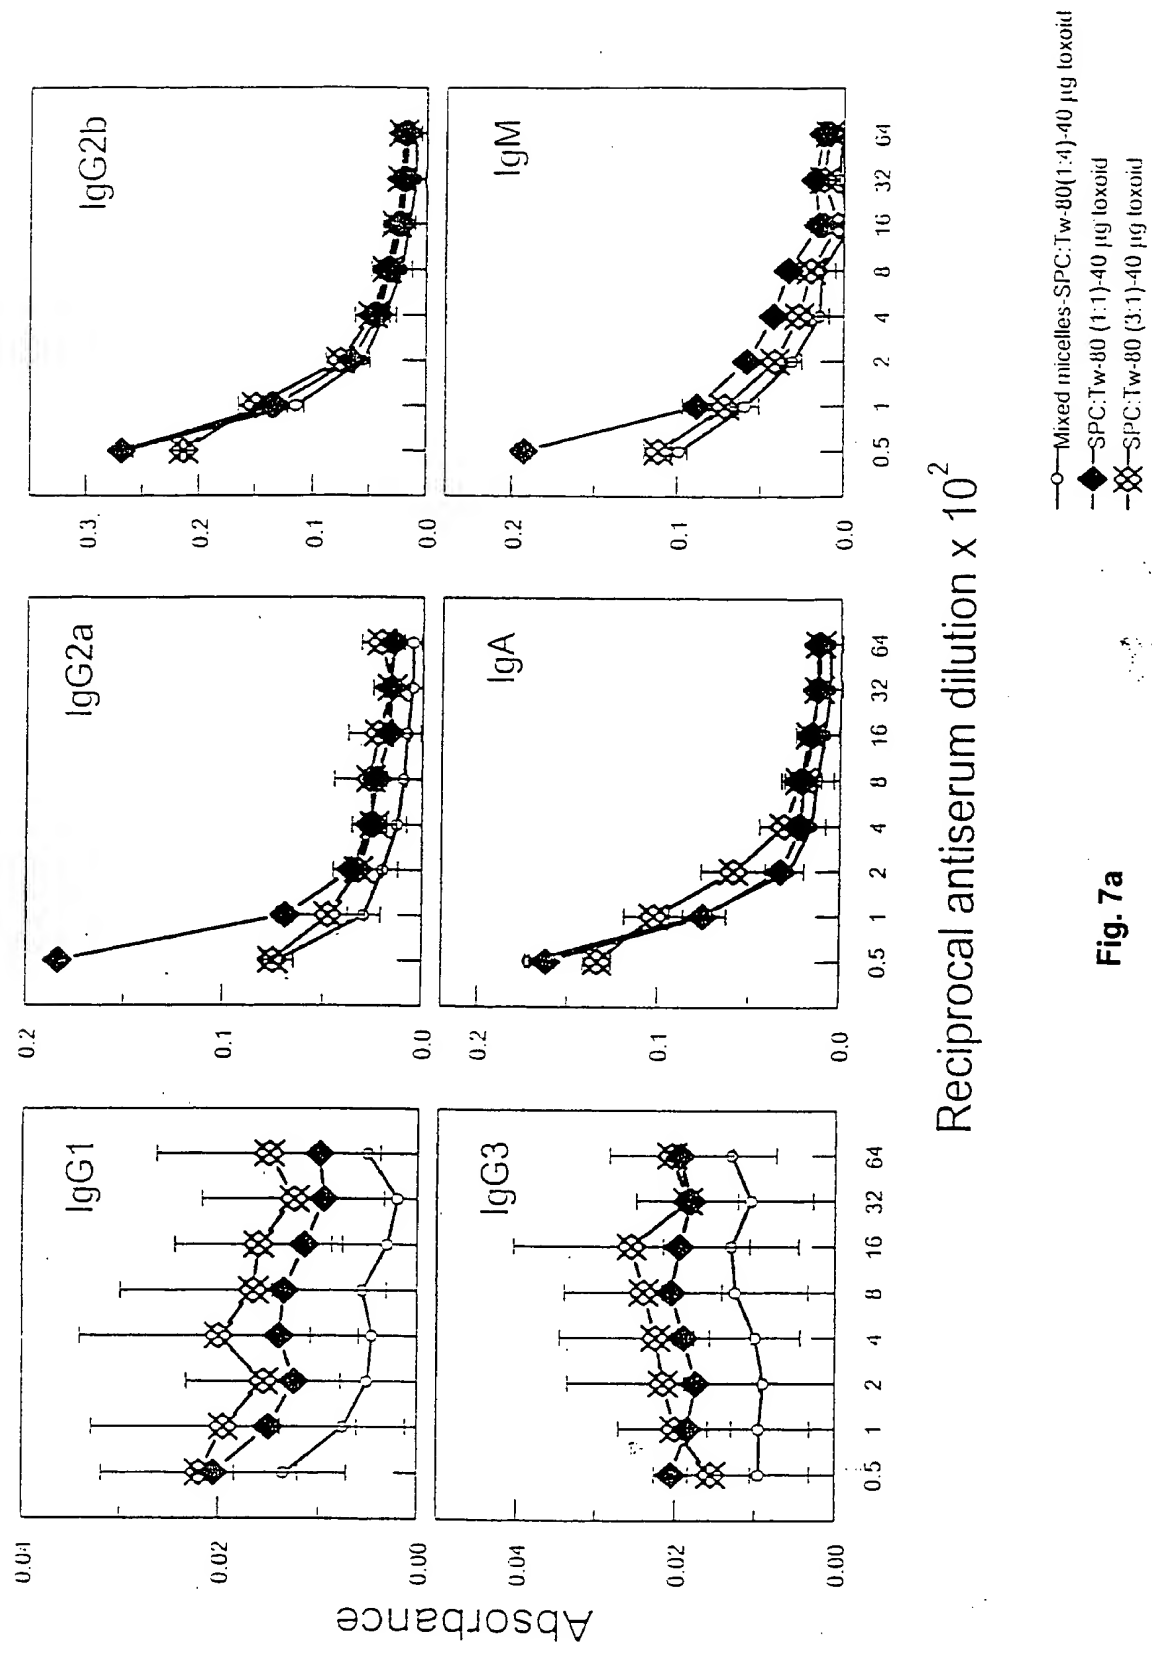 Absorbance
IgG1
0.04
0.02
0.00
IgG2a
0.2
0.1
0.0
IgG2b
0.3
0.2
0.1
0.0
IgG3
0.04
0.02
0.00
0.5 1 2 4 8 16 32 64
IgA
0.2
0.1
0.0
0.5 1 2 4 8 16 32 64
IgM
0.2
0.1
0.0
0.5 1 2 4 8 16 32 64
Reciprocal antiserum dilution x 10²
Mixed micelles-SPC:Tw-80(1:4)-40 µg toxoid
SPC:Tw-80 (1:1)-40 µg toxoid
SPC:Tw-80 (3:1)-40 µg toxoid
Fig. 7a